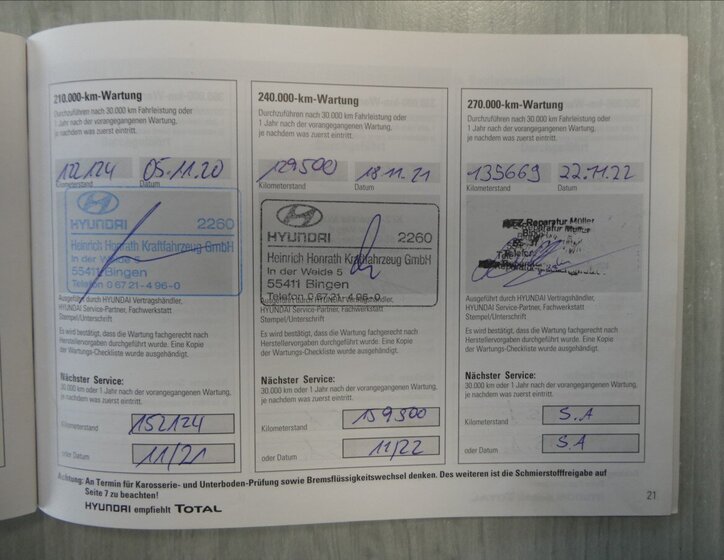 210.000-km-Wartung
Durchzuführen nach 30.000 km Fahrleistung oder
1 Jahr nach der vorangegangenen Wartung,
je nachdem was zuerst eintritt.
122124 05.11.20
Kilometerstand Datum
HYUNDAI 2260
Heinrich Honrath Kraftfahrzeug GmbH
In der Weide 5
55411 Bingen
Telefon 0 67 21 - 4 96 - 0
Ausgeführt durch HYUNDAI Vertragshändler,
HYUNDAI Service-Partner, Fachwerkstatt
Stempel/Unterschrift
Es wird bestätigt, dass die Wartung fachgerecht nach
Herstellervorgaben durchgeführt wurde. Eine Kopie
der Wartungs-Checkliste wurde ausgehändigt.
Nächster Service:
30.000 km oder 1 Jahr nach der vorangegangenen Wartung,
je nachdem was zuerst eintritt.
Kilometerstand 152124
oder Datum 11/21
240.000-km-Wartung
Durchzuführen nach 30.000 km Fahrleistung oder
1 Jahr nach der vorangegangenen Wartung,
je nachdem was zuerst eintritt.
129500 18.11.21
Kilometerstand Datum
HYUNDAI 2260
Heinrich Honrath Kraftfahrzeug GmbH
In der Weide 5
55411 Bingen
Telefon 0 67 21 - 4 96 - 0
Ausgeführt durch HYUNDAI Vertragshändler,
HYUNDAI Service-Partner, Fachwerkstatt
Stempel/Unterschrift
Es wird bestätigt, dass die Wartung fachgerecht nach
Herstellervorgaben durchgeführt wurde. Eine Kopie
der Wartungs-Checkliste wurde ausgehändigt.
Nächster Service:
30.000 km oder 1 Jahr nach der vorangegangenen Wartung,
je nachdem was zuerst eintritt.
Kilometerstand 159500
oder Datum 11/22
270.000-km-Wartung
Durchzuführen nach 30.000 km Fahrleistung oder
1 Jahr nach der vorangegangenen Wartung,
je nachdem was zuerst eintritt.
135669 22.11.22
Kilometerstand Datum
-Reparatur Müller
Reparatur Müller
Telefon
Ausgeführt durch HYUNDAI Vertragshändler,
HYUNDAI Service-Partner, Fachwerkstatt
Stempel/Unterschrift
Es wird bestätigt, dass die Wartung fachgerecht nach
Herstellervorgaben durchgeführt wurde. Eine Kopie
der Wartungs-Checkliste wurde ausgehändigt.
Nächster Service:
30.000 km oder 1 Jahr nach der vorangegangenen Wartung,
je nachdem was zuerst eintritt.
Kilometerstand S.A
oder Datum S.A
Achtung: An Termin für Karosserie- und Unterboden-Prüfung sowie Bremsflüssigkeitswechsel denken. Des weiteren ist die Schmierstofffreigabe auf
Seite 7 zu beachten!
HYUNDAI empfiehlt TOTAL
21